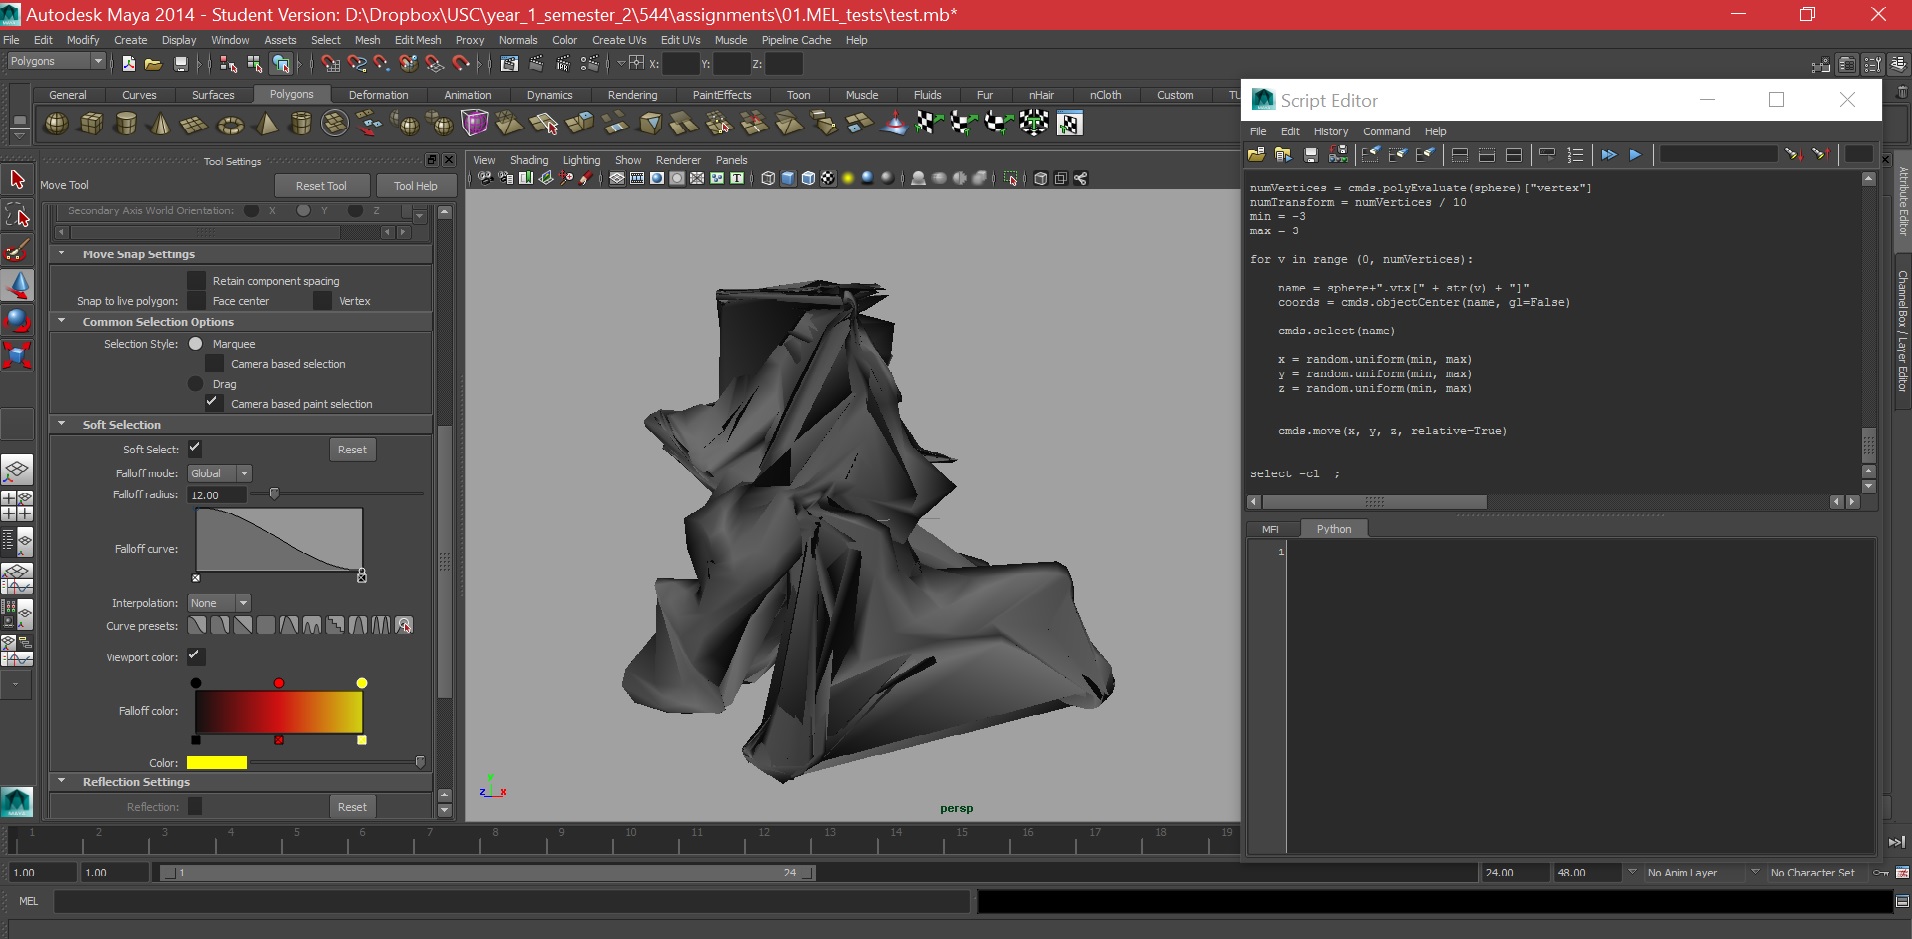 Autodesk Maya 2014 - Student Version: D:\Dropbox\USC\year_1_semester_2\544\assignments\01.MEL_tests\test.mb*
File Edit Modify Create Display Window Assets Select Mesh Edit Mesh Proxy Normals Color Create UVs Edit UVs Muscle Pipeline Cache Help
Polygons X: Y: Z:
General Curves Surfaces Polygons Deformation Animation Dynamics Rendering PaintEffects Toon Muscle Fluids Fur nHair nCloth Custom TU
Tool Settings
Move Tool Reset Tool Tool Help
Secondary Axis World Orientation: X Y Z
Move Snap Settings
Retain component spacing
Snap to live polygon: Face center Vertex
Common Selection Options
Selection Style: Marquee
Camera based selection
Drag
Camera based paint selection
Soft Selection
Soft Select: Reset
Falloff mode: Global
Falloff radius: 12.00
Falloff curve:
Interpolation: None
Curve presets:
Viewport color:
Falloff color:
Color:
Reflection Settings
Reflection: Reset
View Shading Lighting Show Renderer Panels
y
z x
persp
Script Editor
File Edit History Command Help
numVertices = cmds.polyEvaluate(sphere)["vertex"]
numTransform = numVertices / 10
min = -3
max = 3
for v in range (0, numVertices):
name = sphere+".vtx[" + str(v) + "]"
coords = cmds.objectCenter(name, gl=False)
cmds.select(name)
x = random.uniform(min, max)
y = random.uniform(min, max)
z = random.uniform(min, max)
cmds.move(x, y, z, relative=True)
select -cl ;
MEL Python
1
Attribute Editor
Channel Box / Layer Editor
1 2 3 4 5 6 7 8 9 10 11 12 13 14 15 16 17 18 19
1.00 1.00 1 24 24.00 48.00 No Anim Layer No Character Set
MEL